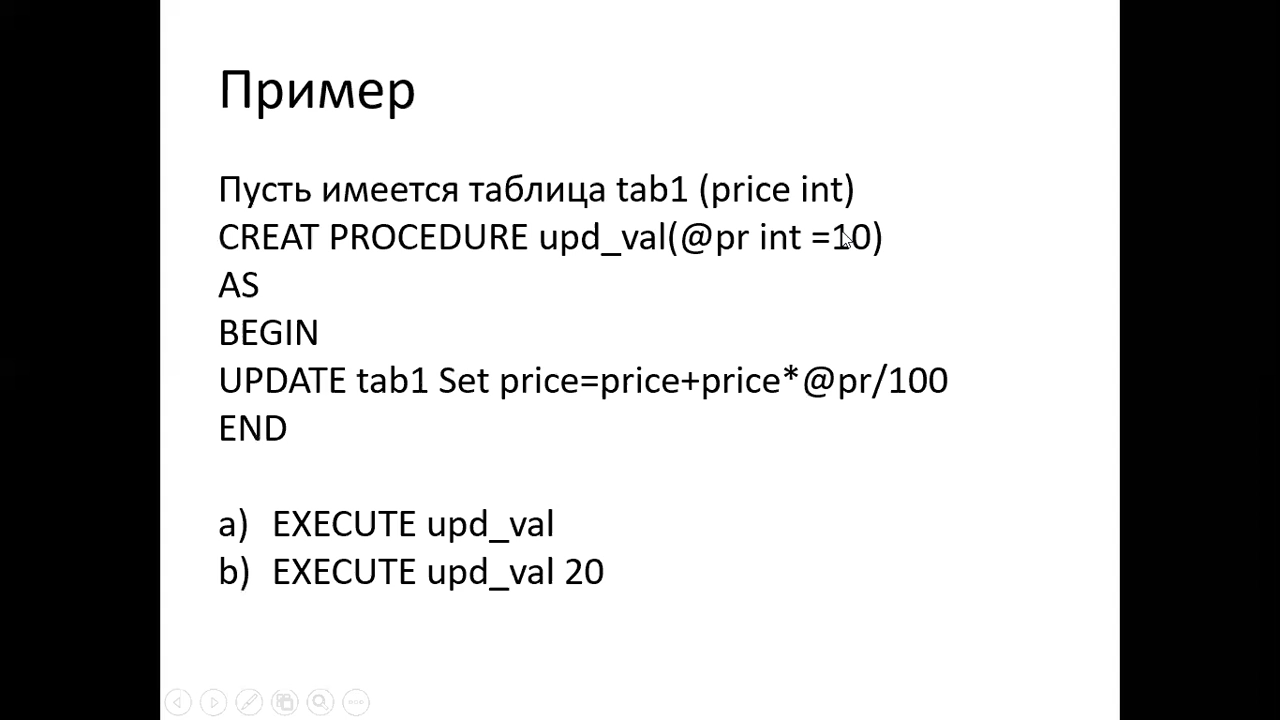 Пример
Пусть имеется таблица tab1 (price int)
CREAT PROCEDURE upd_val(@pr int =10)
AS
BEGIN
UPDATE tab1 Set price=price+price*@pr/100
END
a) EXECUTE upd_val
b) EXECUTE upd_val 20